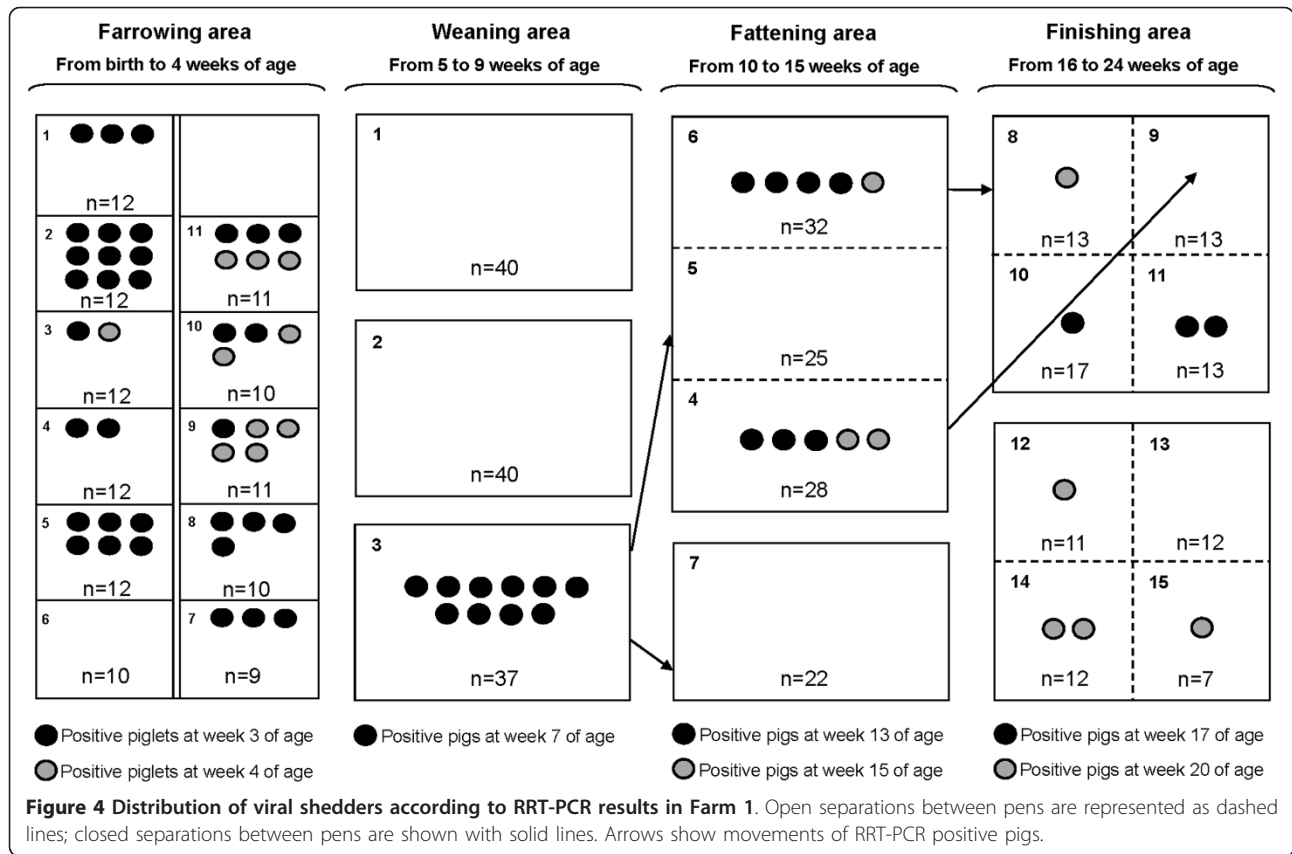 Farrowing area
From birth to 4 weeks of age
Weaning area
From 5 to 9 weeks of age
Fattening area
From 10 to 15 weeks of age
Finishing area
From 16 to 24 weeks of age
1
n=12
2
n=12
3
n=12
4
n=12
5
n=12
6
n=10
11
n=11
10
n=10
9
n=11
8
n=10
7
n=9
Positive piglets at week 3 of age
Positive piglets at week 4 of age
1
n=40
2
n=40
3
n=37
Positive pigs at week 7 of age
6
n=32
5
n=25
4
n=28
7
n=22
Positive pigs at week 13 of age
Positive pigs at week 15 of age
8
n=13
9
n=13
10
n=17
11
n=13
12
n=11
13
n=12
14
n=12
15
n=7
Positive pigs at week 17 of age
Positive pigs at week 20 of age
Figure 4 Distribution of viral shedders according to RRT-PCR results in Farm 1. Open separations between pens are represented as dashed
lines; closed separations between pens are shown with solid lines. Arrows show movements of RRT-PCR positive pigs.